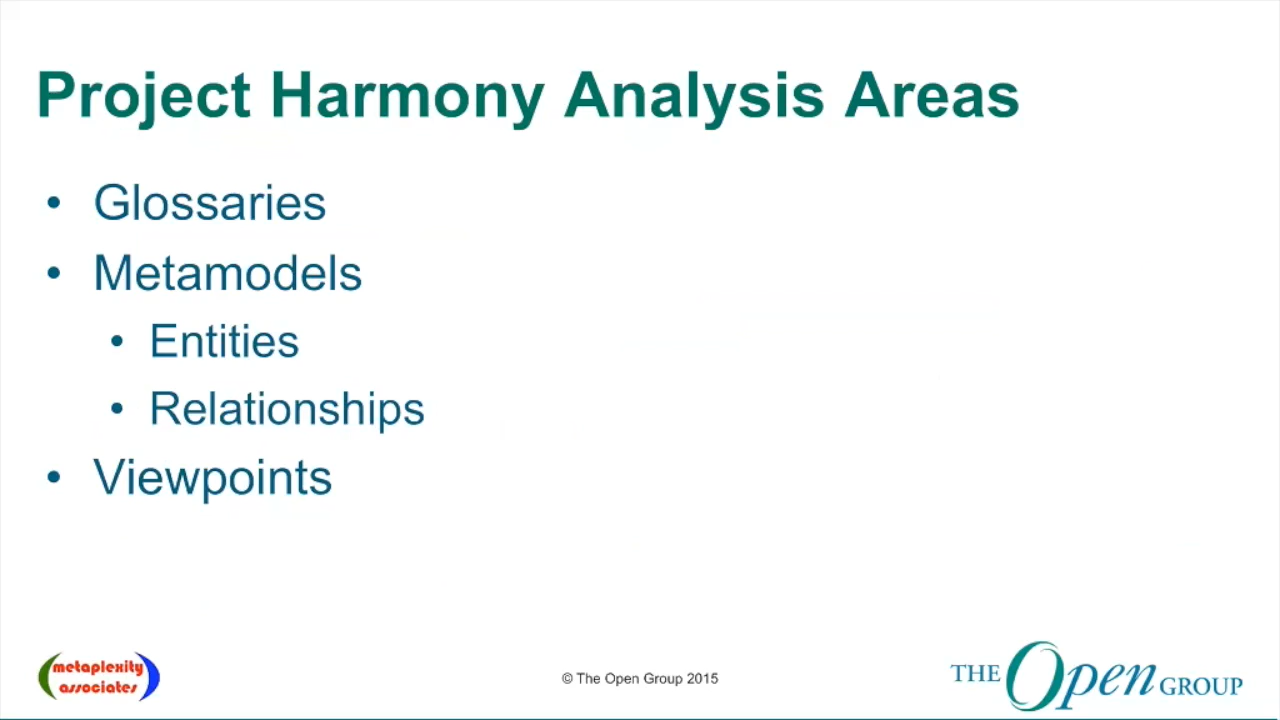 Project Harmony Analysis Areas
• Glossaries
• Metamodels
• Entities
• Relationships
• Viewpoints
metaplexity
associates
© The Open Group 2015
THE Open GROUP